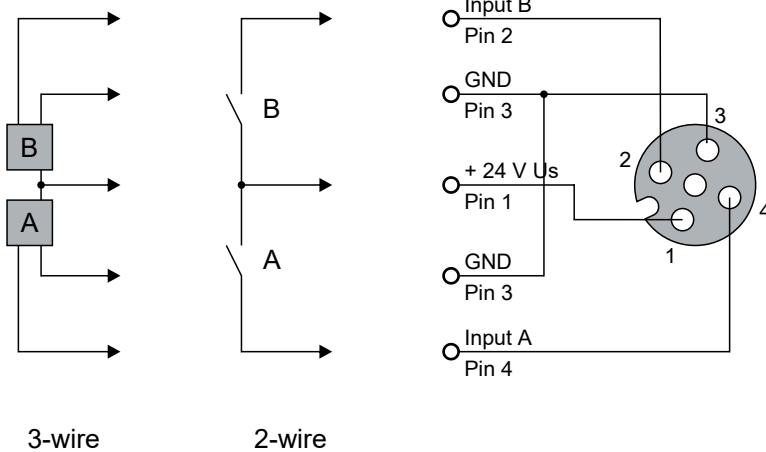 Input B
Pin 2
GND
Pin 3
+ 24 V Us
Pin 1
GND
Pin 3
Input A
Pin 4
B
A
B
A
2
3
4
1
3-wire
2-wire